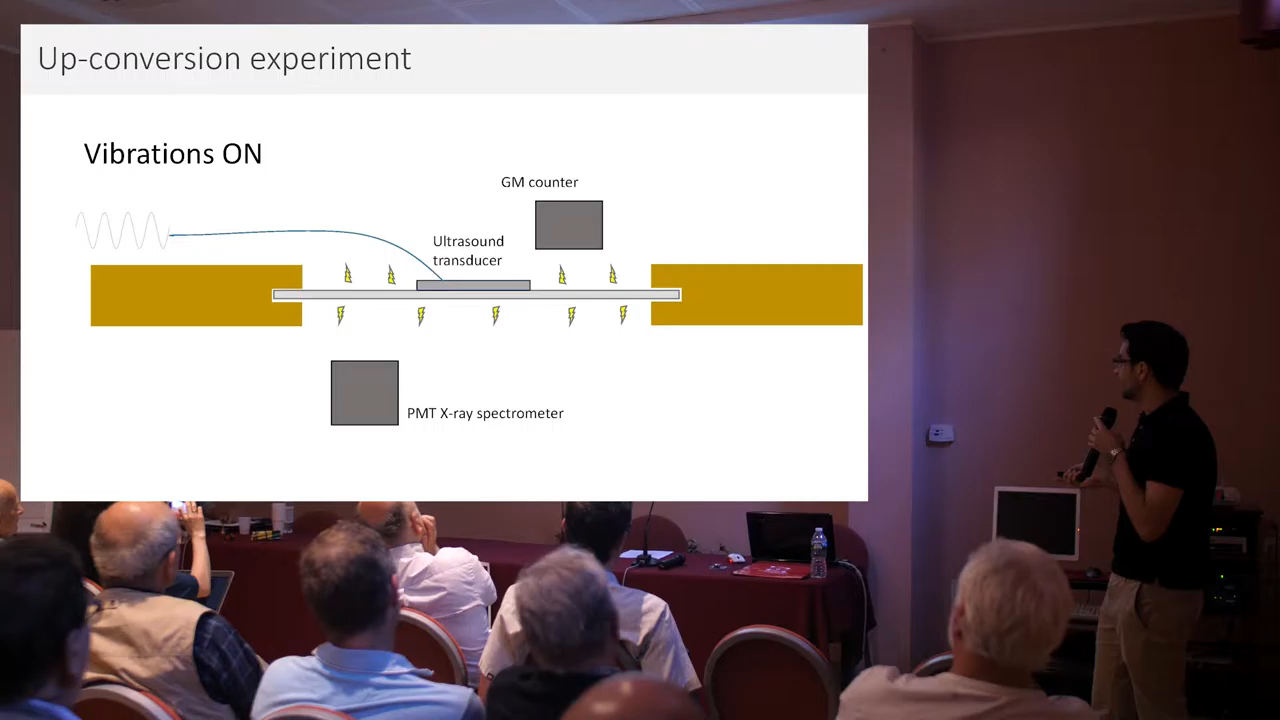 Up-conversion experiment
Vibrations ON
GM counter
Ultrasound
transducer
PMT X-ray spectrometer